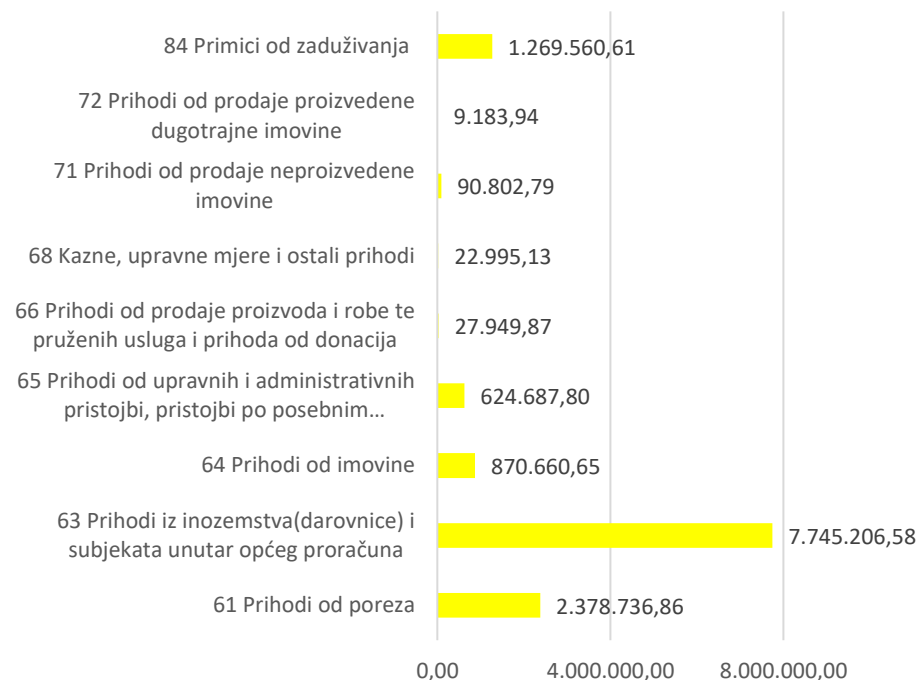 84 Primici od zaduživanja
1.269.560,61
72 Prihodi od prodaje proizvedene
dugotrajne imovine
9.183,94
71 Prihodi od prodaje neproizvedene
imovine
90.802,79
68 Kazne, upravne mjere i ostali prihodi
22.995,13
66 Prihodi od prodaje proizvoda i robe te
pruženih usluga i prihoda od donacija
27.949,87
65 Prihodi od upravnih i administrativnih
pristojbi, pristojbi po posebnim…
624.687,80
64 Prihodi od imovine
870.660,65
63 Prihodi iz inozemstva(darovnice) i
subjekata unutar općeg proračuna
7.745.206,58
61 Prihodi od poreza
2.378.736,86
0,00
4.000.000,00
8.000.000,00